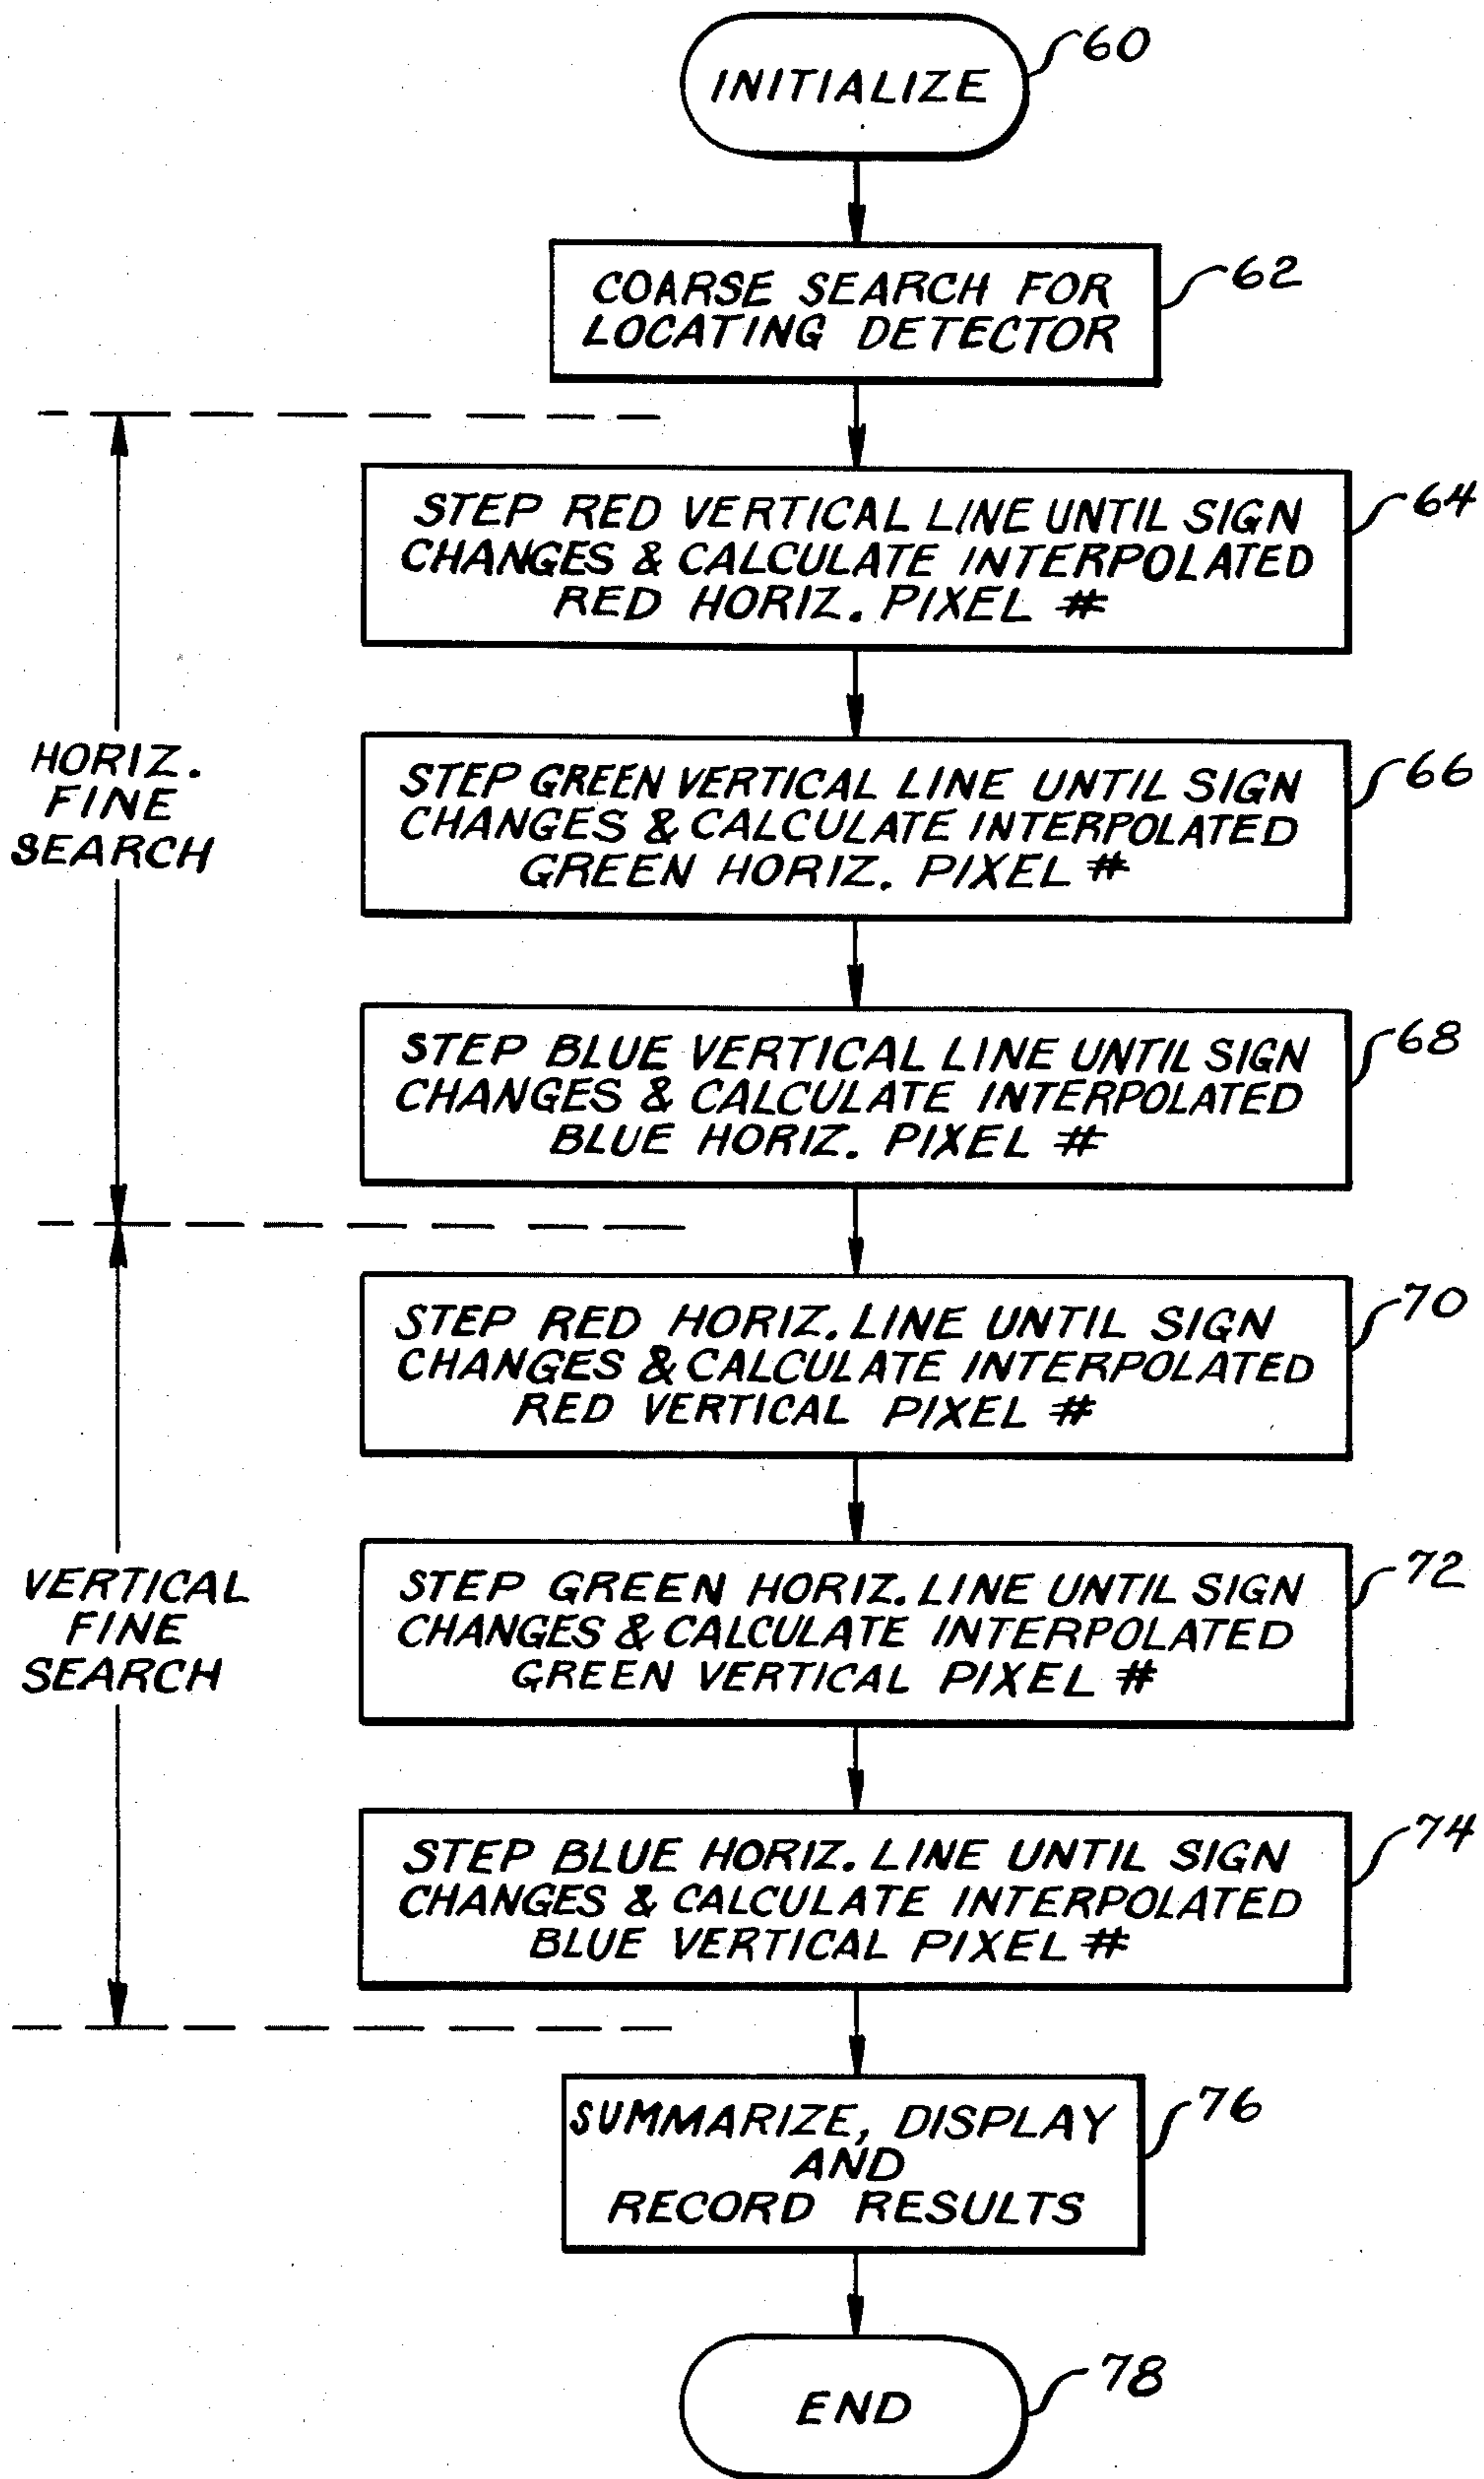 INITIALIZE
60
COARSE SEARCH FOR
LOCATING DETECTOR
62
STEP RED VERTICAL LINE UNTIL SIGN
CHANGES & CALCULATE INTERPOLATED
RED HORIZ. PIXEL #
64
HORIZ.
FINE
SEARCH
STEP GREEN VERTICAL LINE UNTIL SIGN
CHANGES & CALCULATE INTERPOLATED
GREEN HORIZ. PIXEL #
66
STEP BLUE VERTICAL LINE UNTIL SIGN
CHANGES & CALCULATE INTERPOLATED
BLUE HORIZ. PIXEL #
68
STEP RED HORIZ. LINE UNTIL SIGN
CHANGES & CALCULATE INTERPOLATED
RED VERTICAL PIXEL #
70
VERTICAL
FINE
SEARCH
STEP GREEN HORIZ. LINE UNTIL SIGN
CHANGES & CALCULATE INTERPOLATED
GREEN VERTICAL PIXEL #
72
STEP BLUE HORIZ. LINE UNTIL SIGN
CHANGES & CALCULATE INTERPOLATED
BLUE VERTICAL PIXEL #
74
SUMMARIZE, DISPLAY
AND
RECORD RESULTS
76
END
78